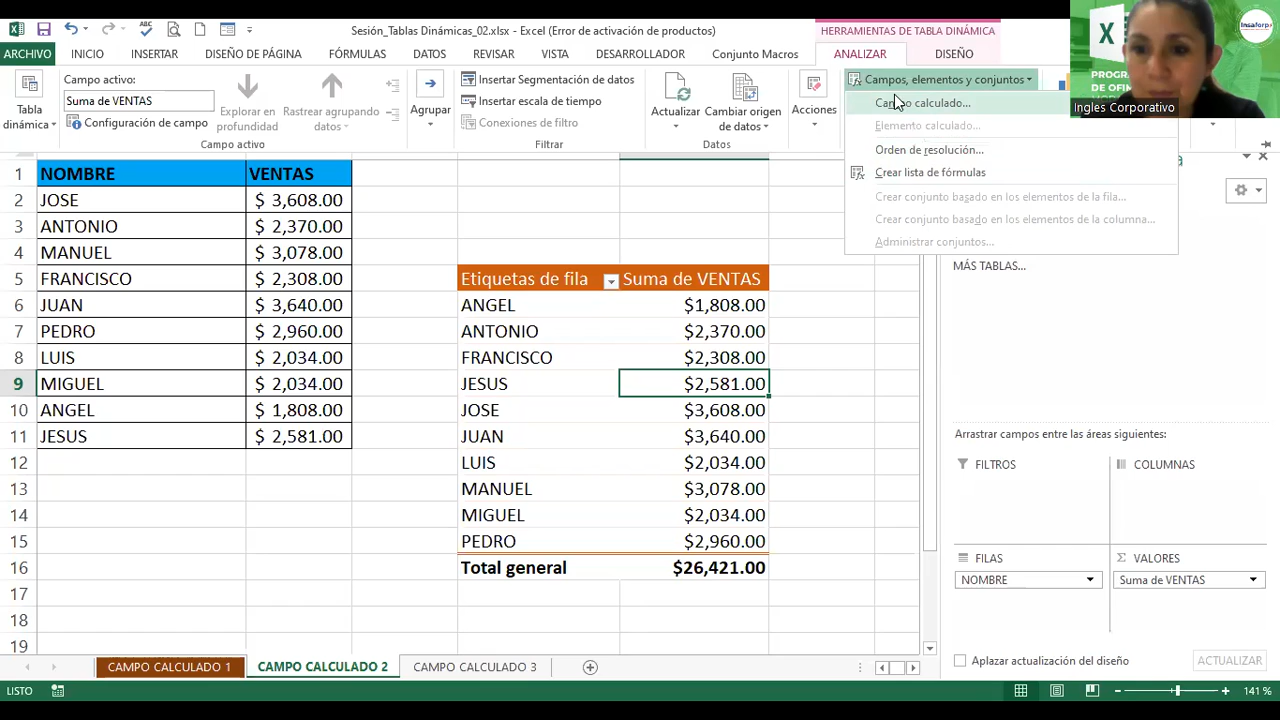 Sesión_Tablas Dinámicas_02.xlsx - Excel (Error de activación de productos)
HERRAMIENTAS DE TABLA DINÁMICA
ARCHIVO INICIO INSERTAR DISEÑO DE PÁGINA FÓRMULAS DATOS REVISAR VISTA DESARROLLADOR Conjunto Macros ANALIZAR DISEÑO
Insaforp
PROGR
DE OFIM
Ingles Corporativo
Tabla dinámica
Campo activo:
Suma de VENTAS
Configuración de campo
Explorar en profundidad
Rastrear agrupando datos
Campo activo
Agrupar
Insertar Segmentación de datos
Insertar escala de tiempo
Conexiones de filtro
Filtrar
Actualizar
Cambiar origen de datos
Datos
Acciones
Campos, elementos y conjuntos
Campo calculado...
Elemento calculado...
Orden de resolución...
Crear lista de fórmulas
Crear conjunto basado en los elementos de la fila...
Crear conjunto basado en los elementos de la columna...
Administrar conjuntos...
MÁS TABLAS...
1 NOMBRE VENTAS
2 JOSE $ 3,608.00
3 ANTONIO $ 2,370.00
4 MANUEL $ 3,078.00
5 FRANCISCO $ 2,308.00 Etiquetas de fila Suma de VENTAS
6 JUAN $ 3,640.00 ANGEL $1,808.00
7 PEDRO $ 2,960.00 ANTONIO $2,370.00
8 LUIS $ 2,034.00 FRANCISCO $2,308.00
9 MIGUEL $ 2,034.00 JESUS $2,581.00
10 ANGEL $ 1,808.00 JOSE $3,608.00
11 JESUS $ 2,581.00 JUAN $3,640.00
12 LUIS $2,034.00
13 MANUEL $3,078.00
14 MIGUEL $2,034.00
15 PEDRO $2,960.00
16 Total general $26,421.00
17
18
19
Arrastrar campos entre las áreas siguientes:
FILTROS
COLUMNAS
FILAS
NOMBRE
Σ VALORES
Suma de VENTAS
Aplazar actualización del diseño
ACTUALIZAR
CAMPO CALCULADO 1 CAMPO CALCULADO 2 CAMPO CALCULADO 3
LISTO
141 %